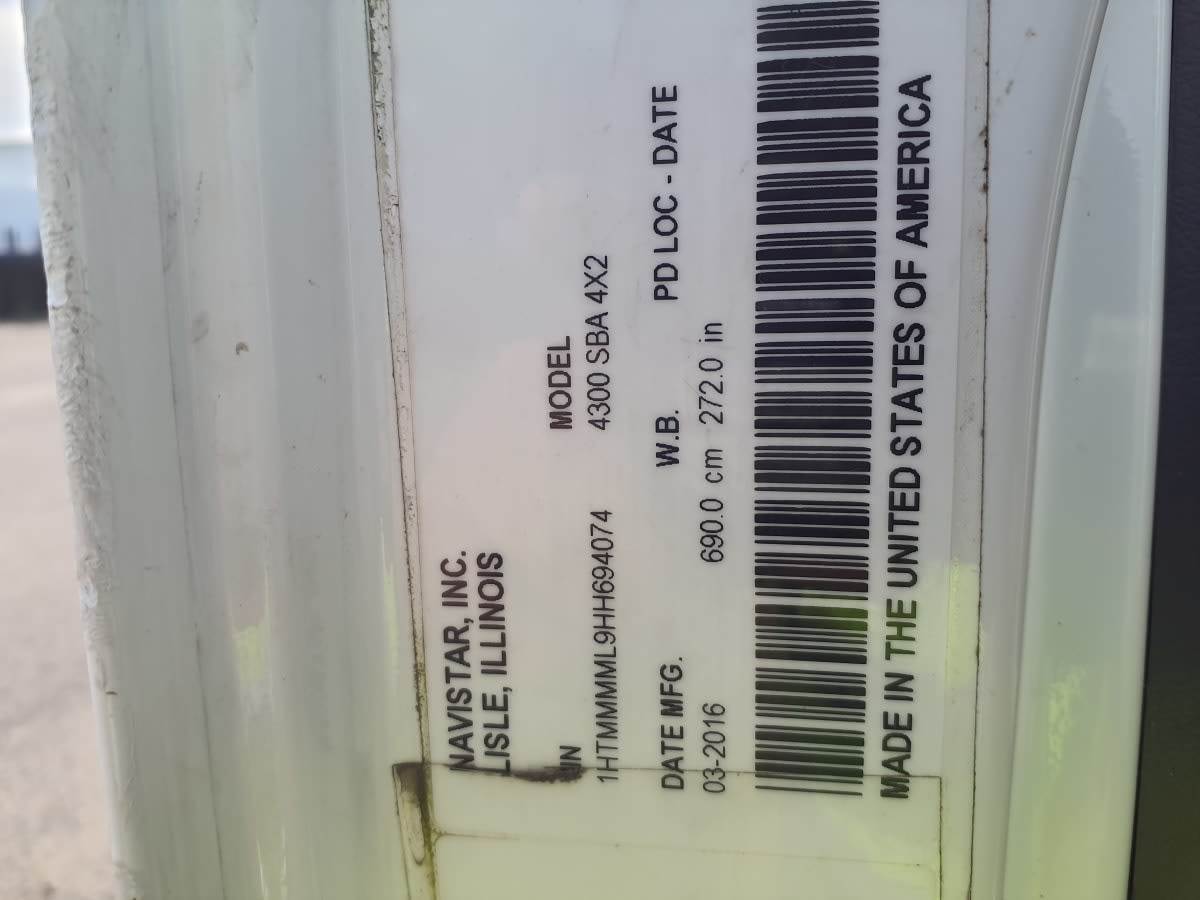 NAVISTAR, INC.
LISLE, ILLINOIS
VIN MODEL
1HTMMMML9HH694074 4300 SBA 4X2
DATE MFG. W.B. PD LOC - DATE
03-2016 690.0 cm 272.0 in
MADE IN THE UNITED STATES OF AMERICA